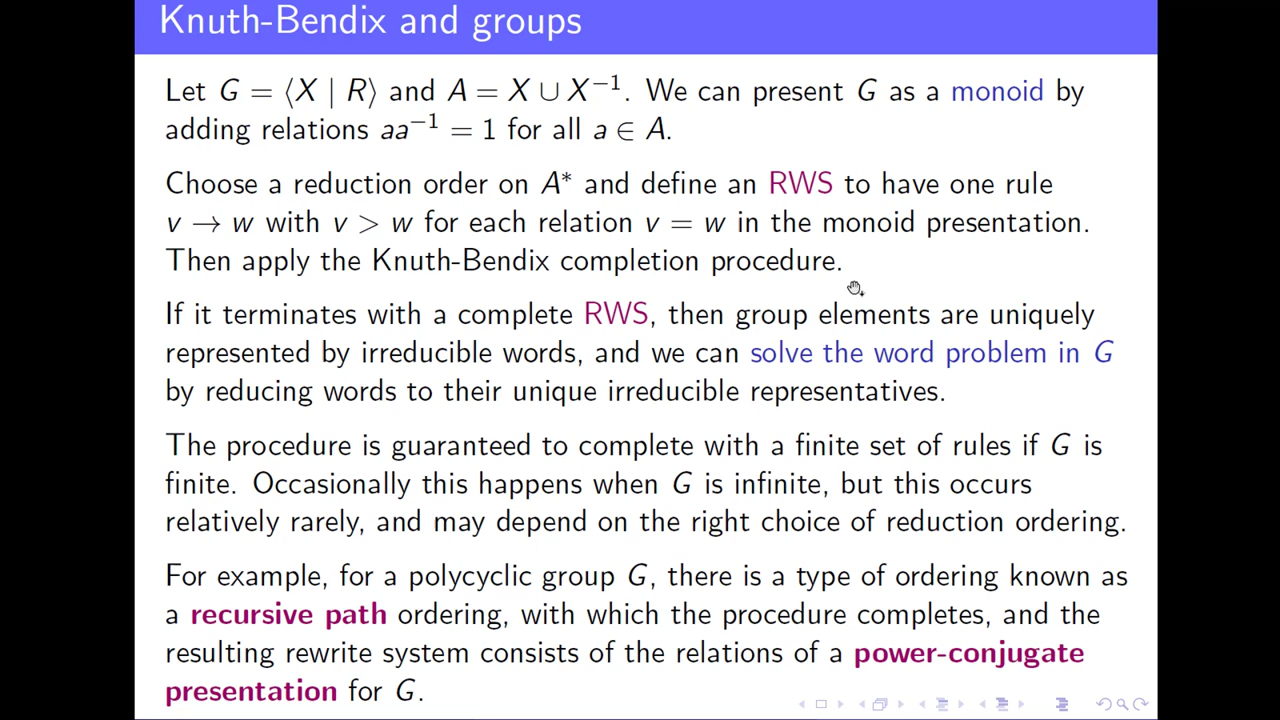 Knuth-Bendix and groups
Let G = ⟨X | R⟩ and A = X ∪ X⁻¹. We can present G as a monoid by
adding relations aa⁻¹ = 1 for all a ∈ A.
Choose a reduction order on A* and define an RWS to have one rule
v → w with v > w for each relation v = w in the monoid presentation.
Then apply the Knuth-Bendix completion procedure.
If it terminates with a complete RWS, then group elements are uniquely
represented by irreducible words, and we can solve the word problem in G
by reducing words to their unique irreducible representatives.
The procedure is guaranteed to complete with a finite set of rules if G is
finite. Occasionally this happens when G is infinite, but this occurs
relatively rarely, and may depend on the right choice of reduction ordering.
For example, for a polycyclic group G, there is a type of ordering known as
a recursive path ordering, with which the procedure completes, and the
resulting rewrite system consists of the relations of a power-conjugate
presentation for G.